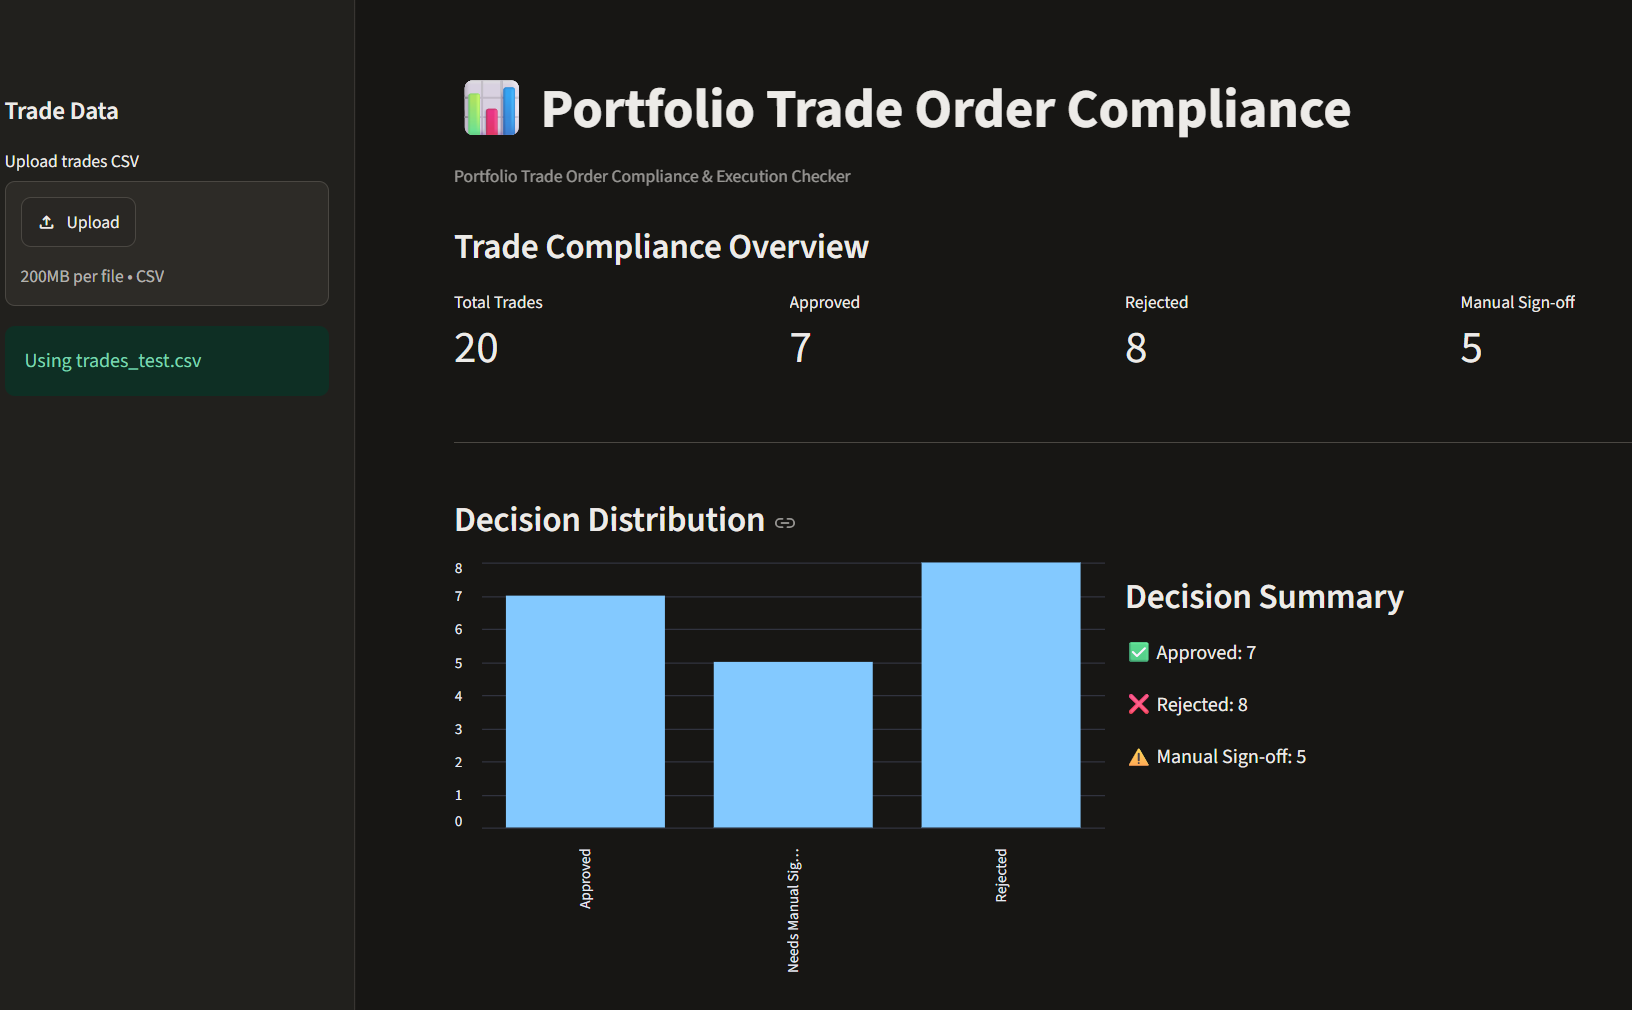 Trade Data
Upload trades CSV
Upload
200MB per file • CSV
Using trades_test.csv
Portfolio Trade Order Compliance
Portfolio Trade Order Compliance & Execution Checker
Trade Compliance Overview
Total Trades
20
Approved
7
Rejected
8
Manual Sign-off
5
Decision Distribution
8
7
6
5
4
3
2
1
0
Approved
Needs Manual Sig…
Rejected
Decision Summary
✅ Approved: 7
❌ Rejected: 8
⚠️ Manual Sign-off: 5